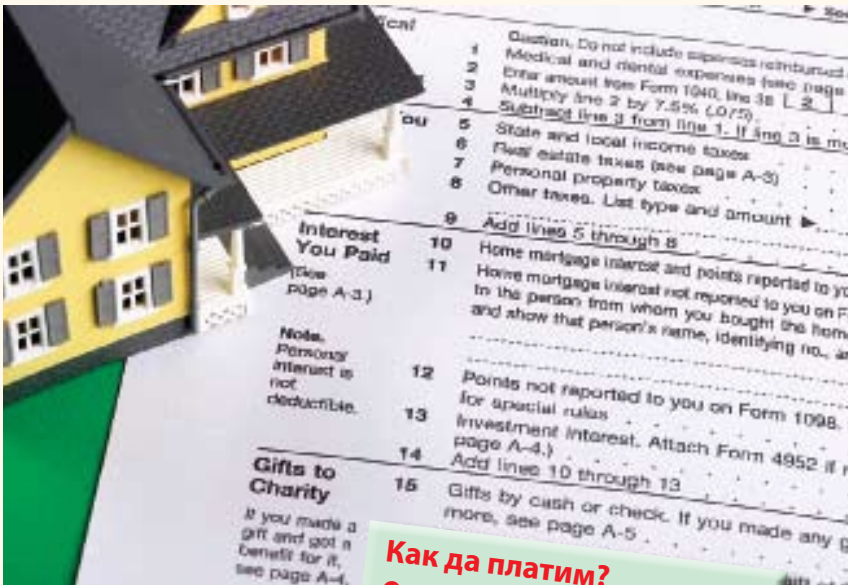 ical
Caution. Do not include expenses reimbursed
1 Medical and dental expenses (see page
2 Enter amount from Form 1040, line 38 2
3 Multiply line 2 by 7.5% (.075)
4 Subtract line 3 from line 1. If line 3 is mo
You 5 State and local income taxes
6 Real estate taxes (see page A-3)
7 Personal property taxes
8 Other taxes. List type and amount ▶
9 Add lines 5 through 8
Interest
You Paid
(See
page A-3.)
10 Home mortgage interest and points reported to yo
11 Home mortgage interest not reported to you on F
to the person from whom you bought the hom
and show that person's name, identifying no., a
Note.
Personal
interest is
not
deductible.
12 Points not reported to you on Form 1098.
for special rules
13 Investment interest. Attach Form 4952 if r
page A-4.)
14 Add lines 10 through 13
Gifts to
Charity
15 Gifts by cash or check. If you made any g
more, see page A-5
If you made a
gift and got a
benefit for it,
see page A-4.
Как да платим?